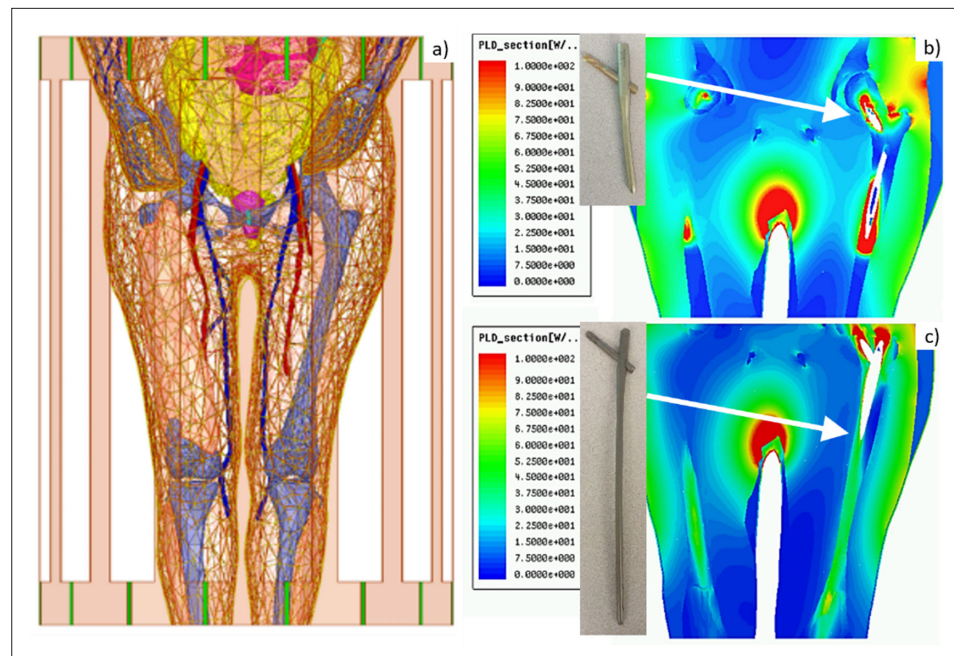 a)
PLD_section[W/..
1.0000e+002
9.0000e+001
8.2500e+001
7.5000e+001
6.7500e+001
6.0000e+001
5.2500e+001
4.5000e+001
3.7500e+001
3.0000e+001
2.2500e+001
1.5000e+001
7.5000e+000
0.0000e+000
b)
PLD_section[W/..
1.0000e+002
9.0000e+001
8.2500e+001
7.5000e+001
6.7500e+001
6.0000e+001
5.2500e+001
4.5000e+001
3.7500e+001
3.0000e+001
2.2500e+001
1.5000e+001
7.5000e+000
0.0000e+000
c)